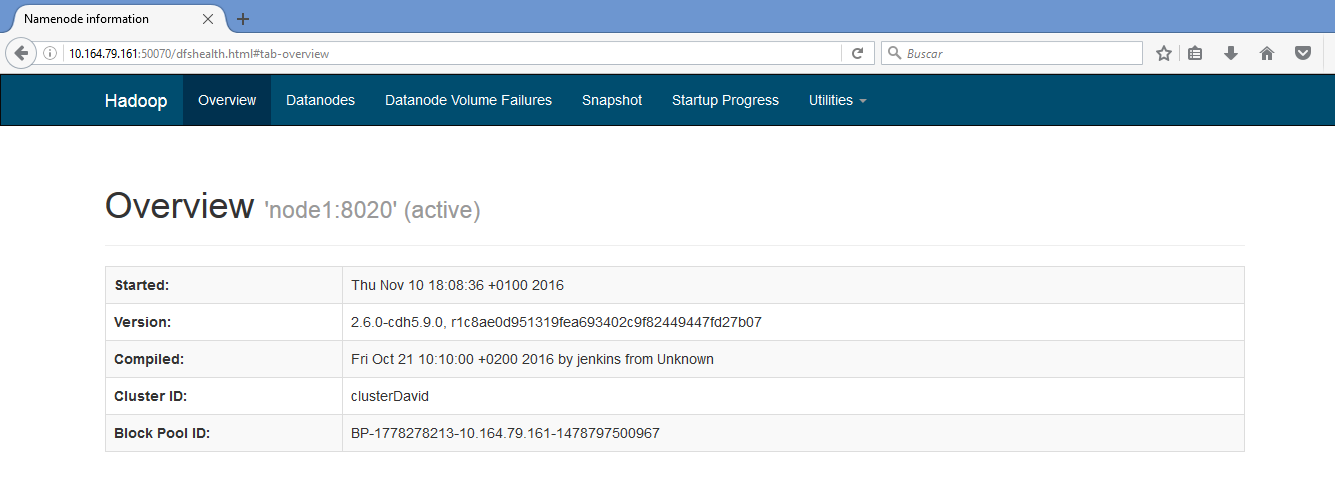 Namenode information
10.164.79.161:50070/dfshealth.html#tab-overview
Buscar
Hadoop Overview Datanodes Datanode Volume Failures Snapshot Startup Progress Utilities
Overview 'node1:8020' (active)
Started: Thu Nov 10 18:08:36 +0100 2016
Version: 2.6.0-cdh5.9.0, r1c8ae0d951319fea693402c9f82449447fd27b07
Compiled: Fri Oct 21 10:10:00 +0200 2016 by jenkins from Unknown
Cluster ID: clusterDavid
Block Pool ID: BP-1778278213-10.164.79.161-1478797500967